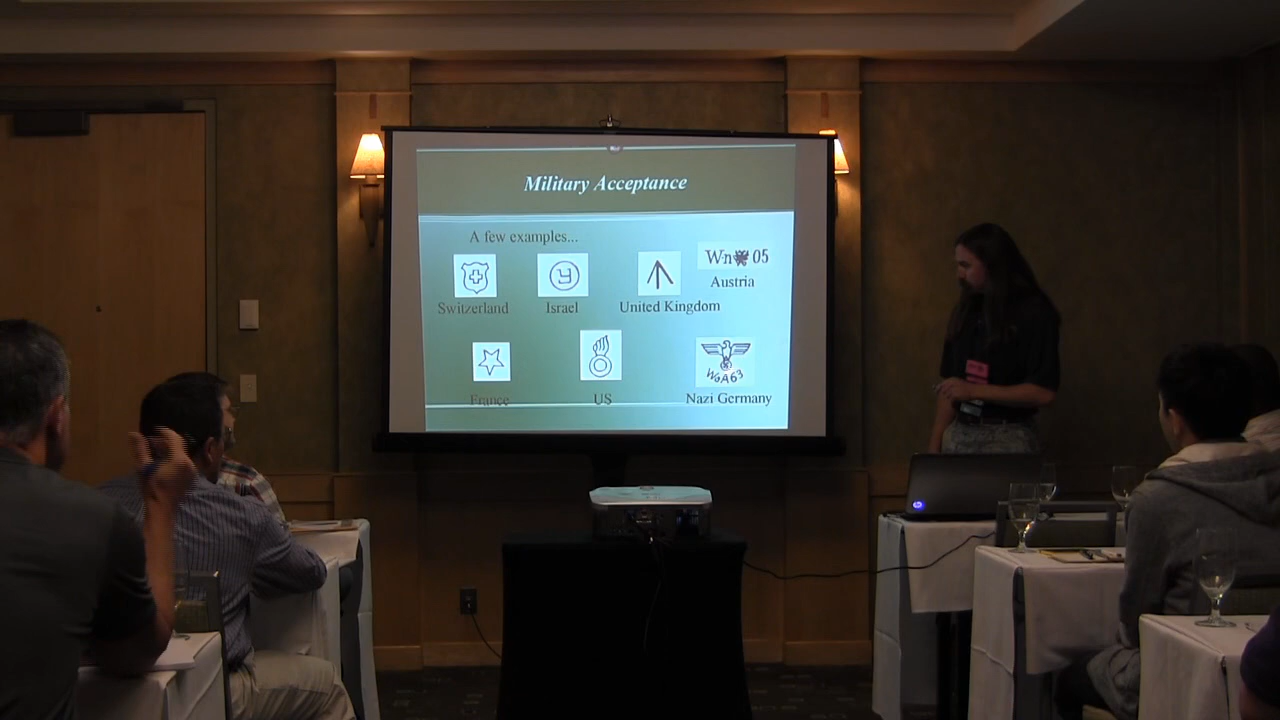 Military Acceptance
A few examples...
Wn 05
Switzerland
Israel
United Kingdom
Austria
WaA63
France
US
Nazi Germany